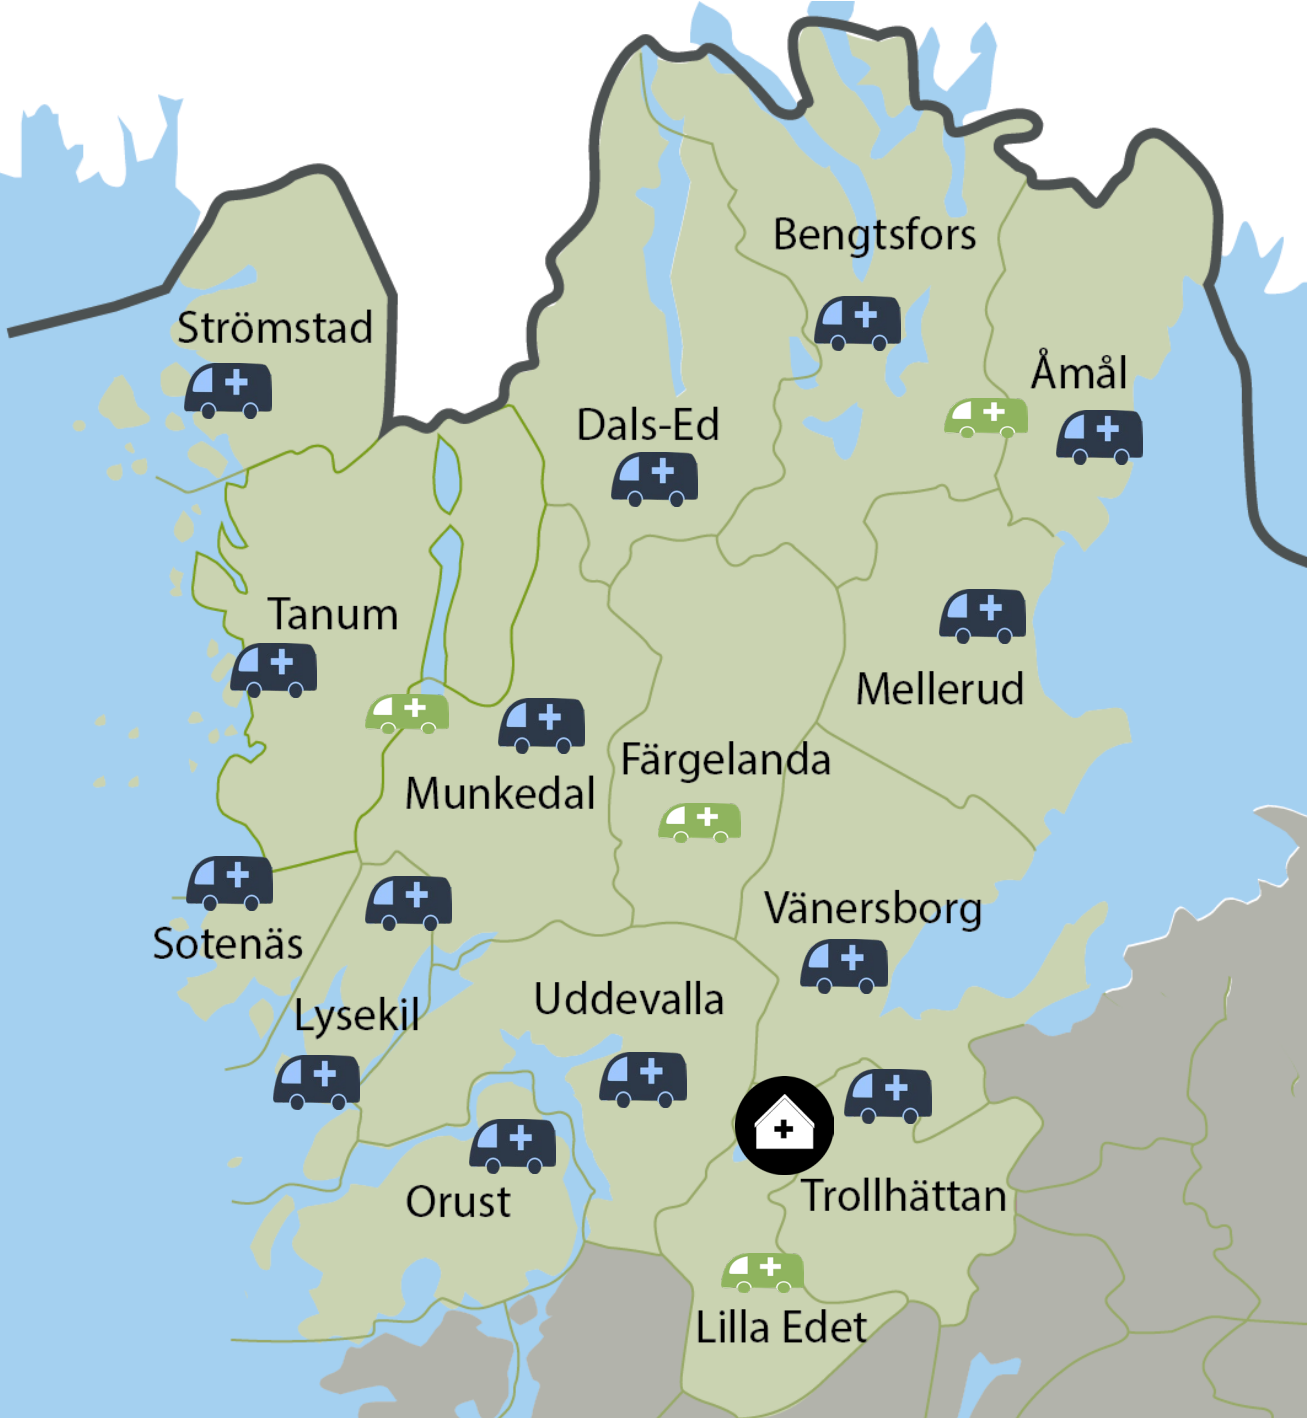 Bengtsfors
Strömstad
Åmål
Dals-Ed
Tanum
Mellerud
Färgelanda
Munkedal
Vänersborg
Sotenäs
Uddevalla
Lysekil
Trollhättan
Orust
Lilla Edet